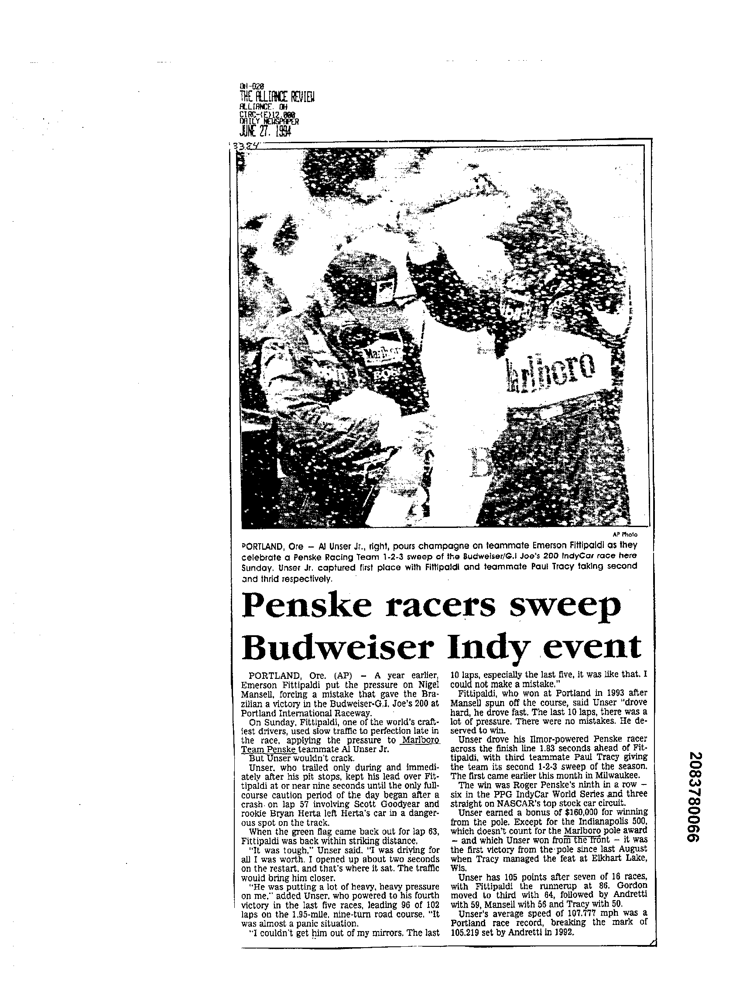 OH-D20
THE ALLIANCE REVIEW
ALLIANCE, OH
CIRC-(E)12,000
DAILY NEWSPAPER
JUNE 27, 1994
3384
Marlboro
Marlboro
B
AP Photo
PORTLAND, Ore — Al Unser Jr., right, pours champagne on teammate Emerson Fittipaldi as they
celebrate a Penske Racing Team 1-2-3 sweep of the Budweiser/G.I Joe's 200 IndyCar race here
Sunday. Unser Jr. captured first place with Fittipaldi and teammate Paul Tracy taking second
and thrid respectively.
Penske racers sweep
Budweiser Indy event
PORTLAND, Ore. (AP) — A year earlier,
Emerson Fittipaldi put the pressure on Nigel
Mansell, forcing a mistake that gave the Bra-
zilian a victory in the Budweiser-G.I. Joe's 200 at
Portland International Raceway.
On Sunday, Fittipaldi, one of the world's craft-
iest drivers, used slow traffic to perfection late in
the race, applying the pressure to Marlboro
Team Penske teammate Al Unser Jr.
But Unser wouldn't crack.
Unser, who trailed only during and immedi-
ately after his pit stops, kept his lead over Fit-
tipaldi at or near nine seconds until the only full-
course caution period of the day began after a
crash on lap 57 involving Scott Goodyear and
rookie Bryan Herta left Herta's car in a danger-
ous spot on the track.
When the green flag came back out for lap 63,
Fittipaldi was back within striking distance.
"It was tough," Unser said. "I was driving for
all I was worth. I opened up about two seconds
on the restart, and that's where it sat. The traffic
would bring him closer.
"He was putting a lot of heavy, heavy pressure
on me," added Unser, who powered to his fourth
victory in the last five races, leading 96 of 102
laps on the 1.95-mile, nine-turn road course. "It
was almost a panic situation.
"I couldn't get him out of my mirrors. The last
10 laps, especially the last five, it was like that. I
could not make a mistake."
Fittipaldi, who won at Portland in 1993 after
Mansell spun off the course, said Unser "drove
hard, he drove fast. The last 10 laps, there was a
lot of pressure. There were no mistakes. He de-
served to win.
Unser drove his Ilmor-powered Penske racer
across the finish line 1.83 seconds ahead of Fit-
tipaldi, with third teammate Paul Tracy giving
the team its second 1-2-3 sweep of the season.
The first came earlier this month in Milwaukee.
The win was Roger Penske's ninth in a row —
six in the PPG IndyCar World Series and three
straight on NASCAR's top stock car circuit.
Unser earned a bonus of $160,000 for winning
from the pole. Except for the Indianapolis 500,
which doesn't count for the Marlboro pole award
— and which Unser won from the front — it was
the first victory from the pole since last August
when Tracy managed the feat at Elkhart Lake,
Wis.
Unser has 105 points after seven of 16 races,
with Fittipaldi the runnerup at 86. Gordon
moved to third with 64, followed by Andretti
with 59, Mansell with 56 and Tracy with 50.
Unser's average speed of 107.777 mph was a
Portland race record, breaking the mark of
105.219 set by Andretti in 1992.
2083780066